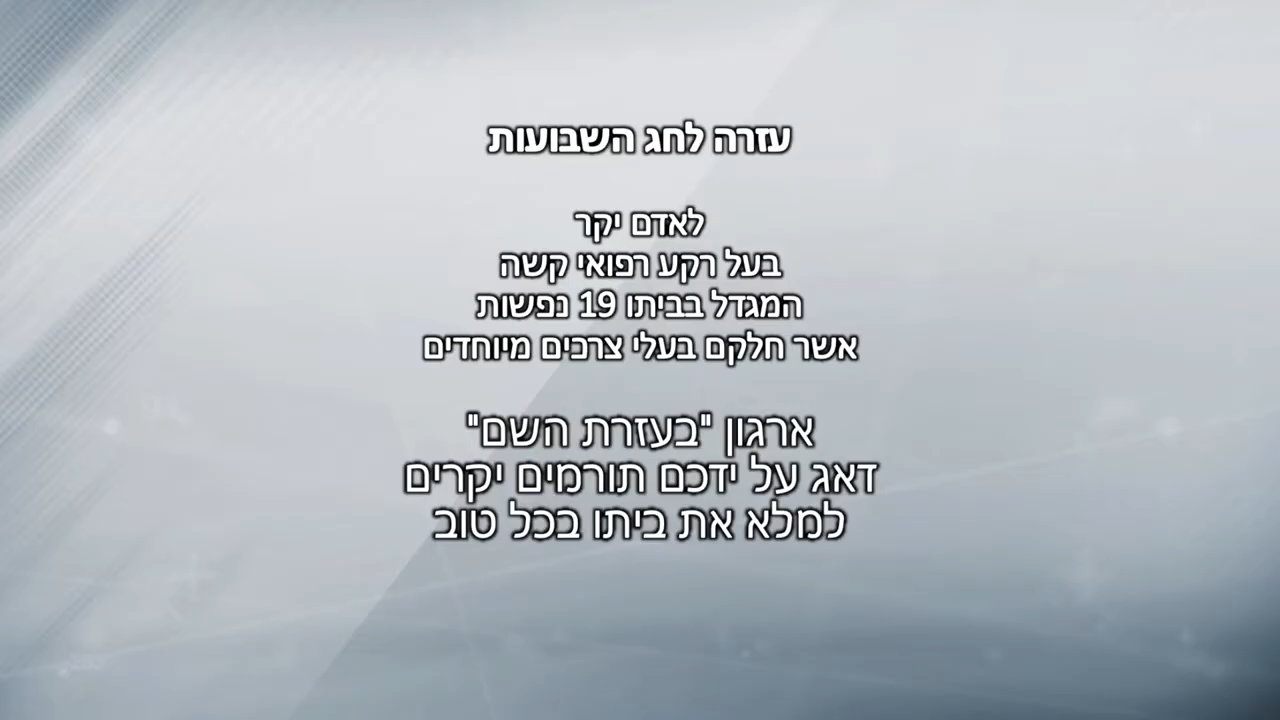 עזרה לחג השבועות
לאדם יקר
בעל רקע רפואי קשה
המגדל בביתו 19 נפשות
אשר חלקם בעלי צרכים מיוחדים
ארגון "בעזרת השם"
דאג על ידכם תורמים יקרים
למלא את ביתו בכל טוב